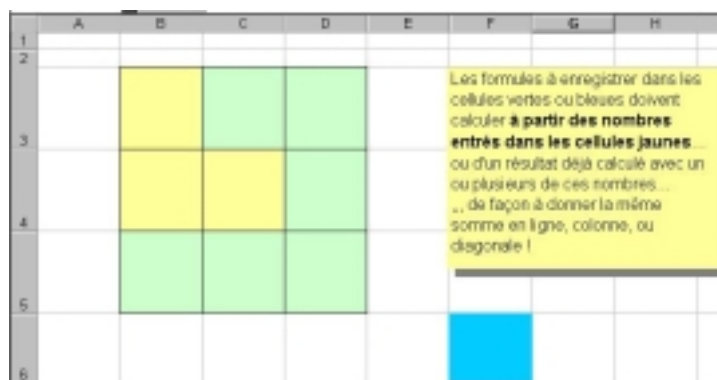 A B C D E F G H
1
2
Les formules à enregistrer dans les
cellules vertes ou bleues doivent
calculer à partir des nombres
3
entrés dans les cellules jaunes...
ou d'un résultat déjà calculé avec un
ou plusieurs de ces nombres...
... de façon à donner la même
4
somme en ligne, colonne, ou
diagonale !
5
6